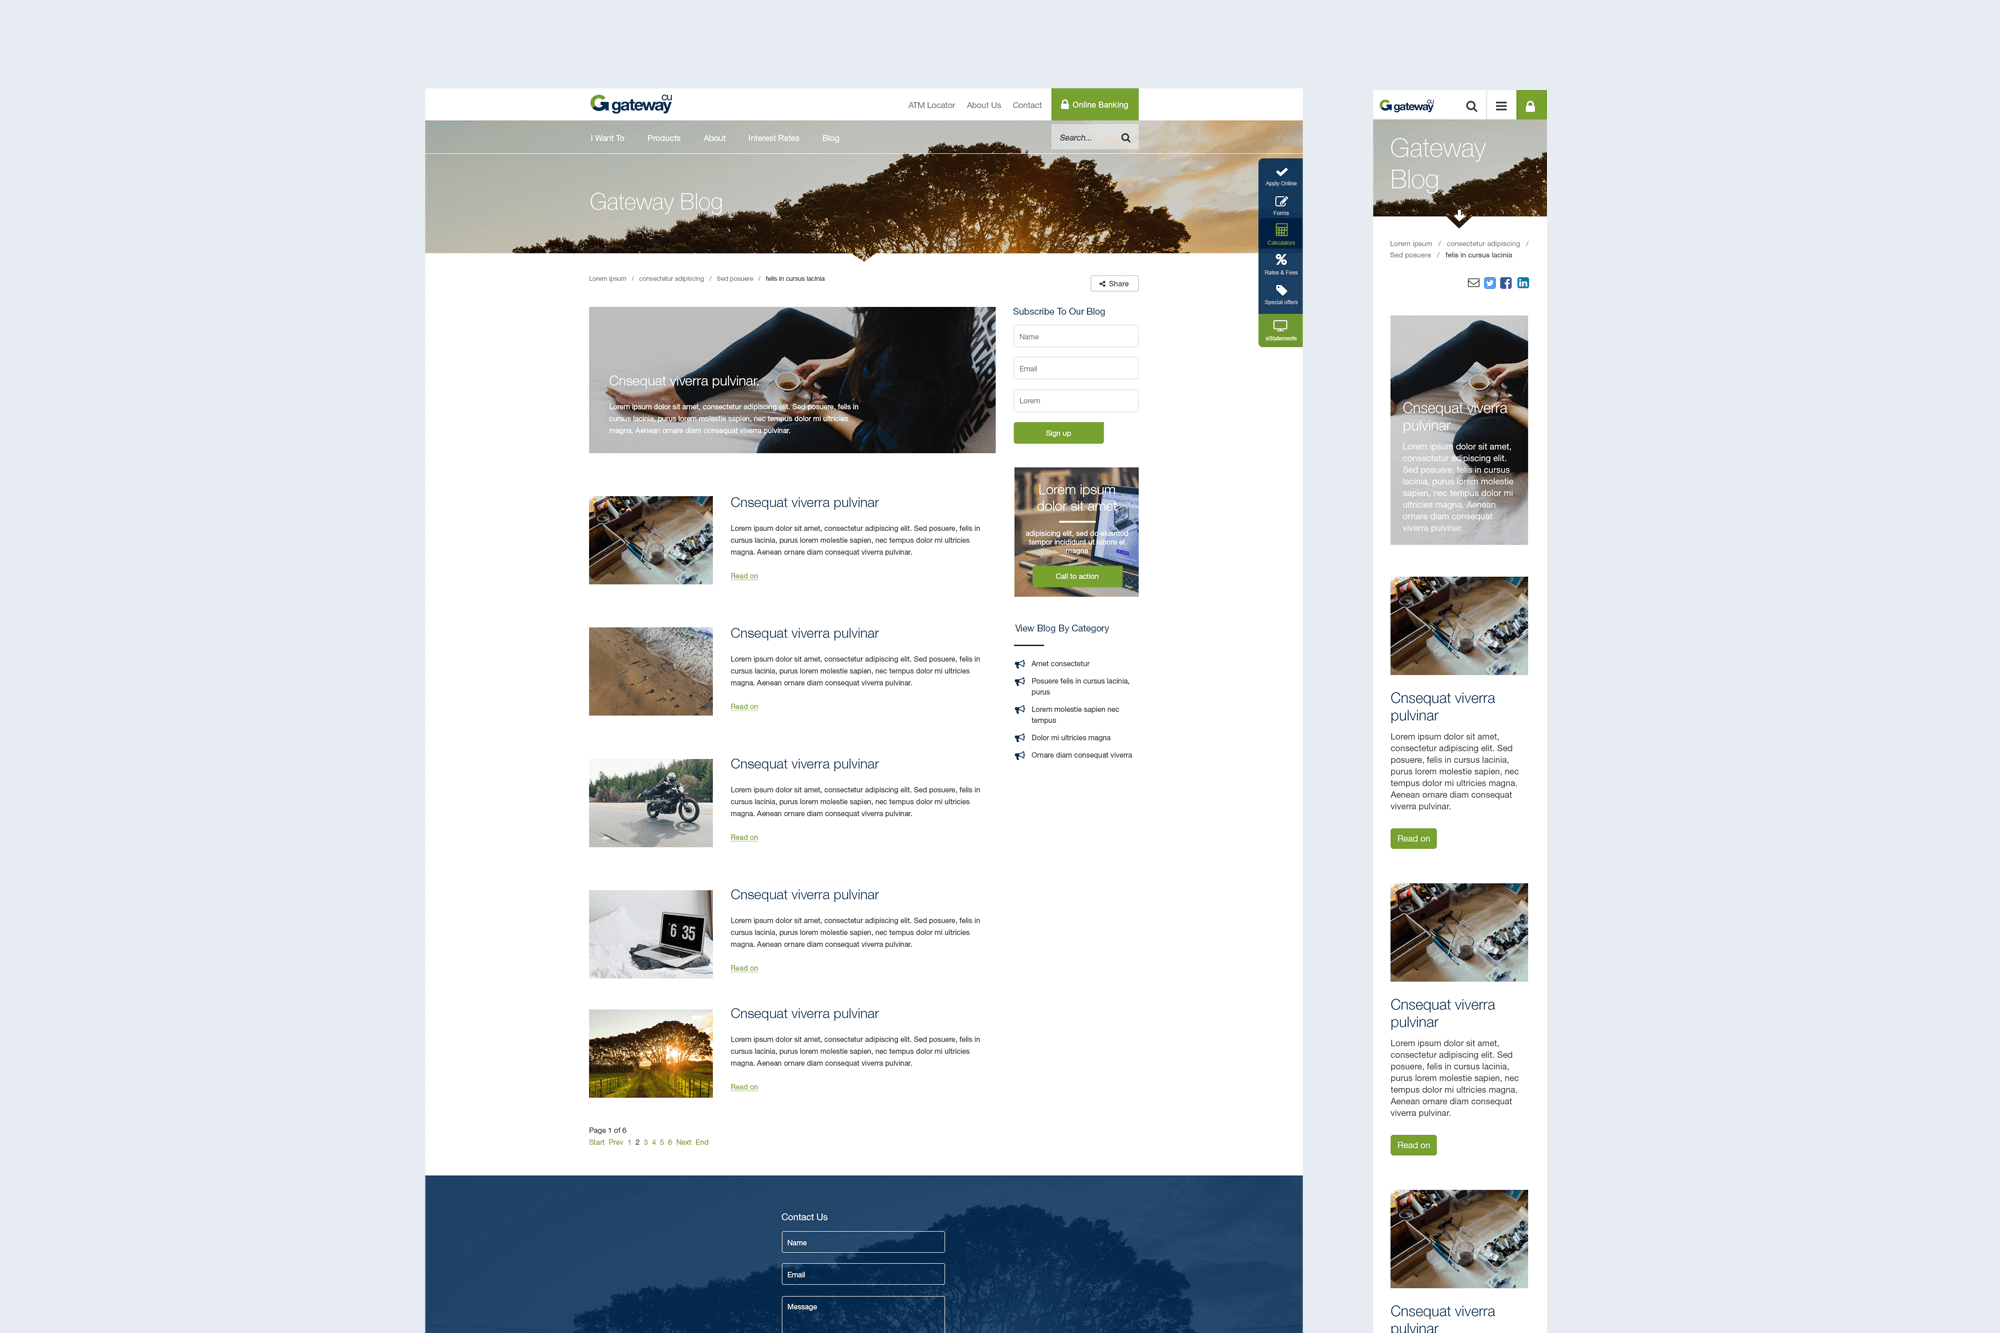 gateway CU
ATM Locator About Us Contact Online Banking
I Want To Products About Interest Rates Blog Search...
Gateway Blog
Apply Online
Forms
Calculators
Rates & Fees
Special offers
eStatements
Lorem ipsum / consectetur adipiscing / Sed posuere / felis in cursus lacinia
Share
Cnsequat viverra pulvinar.
Lorem ipsum dolor sit amet, consectetur adipiscing elit. Sed posuere, felis in
cursus lacinia, purus lorem molestie sapien, nec tempus dolor mi ultricies
magna. Aenean ornare diam consequat viverra pulvinar.
Cnsequat viverra pulvinar
Lorem ipsum dolor sit amet, consectetur adipiscing elit. Sed posuere, felis in
cursus lacinia, purus lorem molestie sapien, nec tempus dolor mi ultricies
magna. Aenean ornare diam consequat viverra pulvinar.
Read on
Cnsequat viverra pulvinar
Lorem ipsum dolor sit amet, consectetur adipiscing elit. Sed posuere, felis in
cursus lacinia, purus lorem molestie sapien, nec tempus dolor mi ultricies
magna. Aenean ornare diam consequat viverra pulvinar.
Read on
Cnsequat viverra pulvinar
Lorem ipsum dolor sit amet, consectetur adipiscing elit. Sed posuere, felis in
cursus lacinia, purus lorem molestie sapien, nec tempus dolor mi ultricies
magna. Aenean ornare diam consequat viverra pulvinar.
Read on
6 35
Cnsequat viverra pulvinar
Lorem ipsum dolor sit amet, consectetur adipiscing elit. Sed posuere, felis in
cursus lacinia, purus lorem molestie sapien, nec tempus dolor mi ultricies
magna. Aenean ornare diam consequat viverra pulvinar.
Read on
Cnsequat viverra pulvinar
Lorem ipsum dolor sit amet, consectetur adipiscing elit. Sed posuere, felis in
cursus lacinia, purus lorem molestie sapien, nec tempus dolor mi ultricies
magna. Aenean ornare diam consequat viverra pulvinar.
Read on
Page 1 of 6
Start Prev 1 2 3 4 5 6 Next End
Subscribe To Our Blog
Name
Email
Lorem
Sign up
Lorem ipsum
dolor sit amet
adipisicing elit, sed do eiusmod
tempor incididunt ut labore et
magna
Call to action
View Blog By Category
Amet consectetur
Posuere felis in cursus lacinia,
purus
Lorem molestie sapien nec
tempus
Dolor mi ultricies magna
Ornare diam consequat viverra
Contact Us
Name
Email
Message
gateway CU
Gateway
Blog
Lorem ipsum / consectetur adipiscing /
Sed posuere / felis in cursus lacinia
Cnsequat viverra
pulvinar
Lorem ipsum dolor sit amet,
consectetur adipiscing elit.
Sed posuere, felis in cursus
lacinia, purus lorem molestie
sapien, nec tempus dolor mi
ultricies magna. Aenean
ornare diam consequat
viverra pulvinar.
Cnsequat viverra
pulvinar
Lorem ipsum dolor sit amet,
consectetur adipiscing elit. Sed
posuere, felis in cursus lacinia,
purus lorem molestie sapien, nec
tempus dolor mi ultricies magna.
Aenean ornare diam consequat
viverra pulvinar.
Read on
Cnsequat viverra
pulvinar
Lorem ipsum dolor sit amet,
consectetur adipiscing elit. Sed
posuere, felis in cursus lacinia,
purus lorem molestie sapien, nec
tempus dolor mi ultricies magna.
Aenean ornare diam consequat
viverra pulvinar.
Read on
Cnsequat viverra
pulvinar